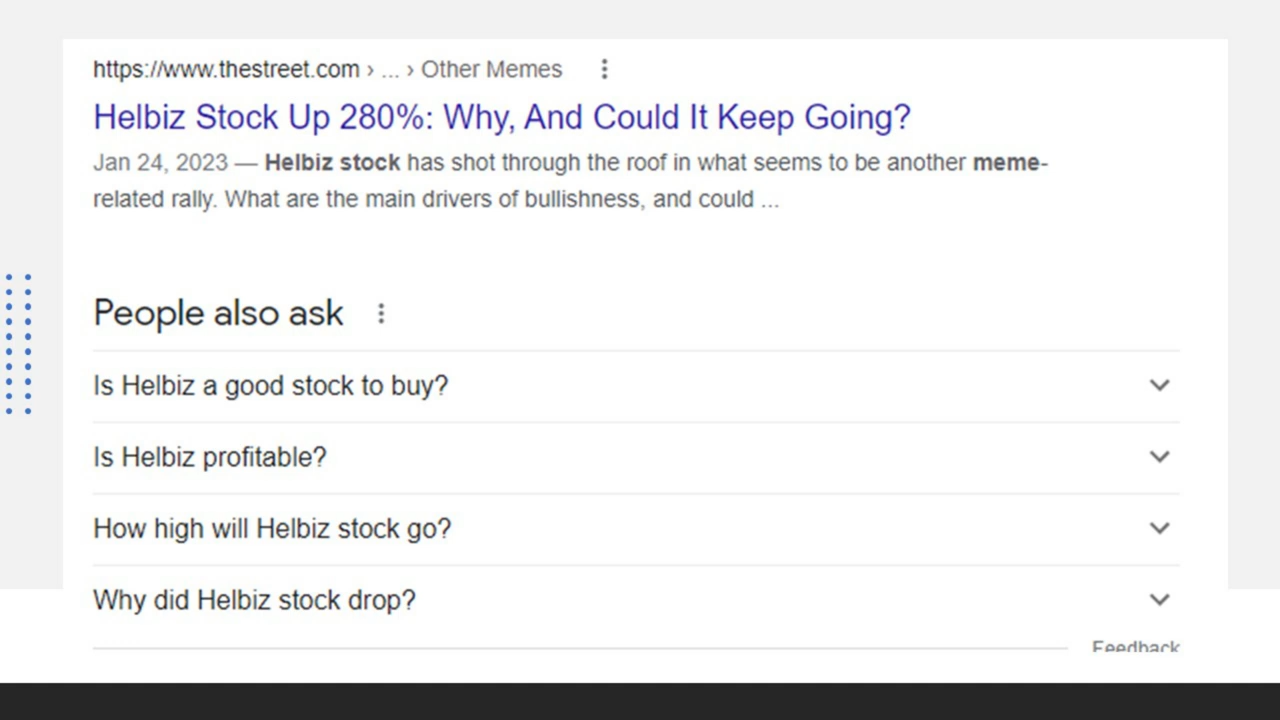 https://www.thestreet.com › ... › Other Memes
Helbiz Stock Up 280%: Why, And Could It Keep Going?
Jan 24, 2023 — Helbiz stock has shot through the roof in what seems to be another meme-
related rally. What are the main drivers of bullishness, and could ...
People also ask
Is Helbiz a good stock to buy?
Is Helbiz profitable?
How high will Helbiz stock go?
Why did Helbiz stock drop?
Feedback